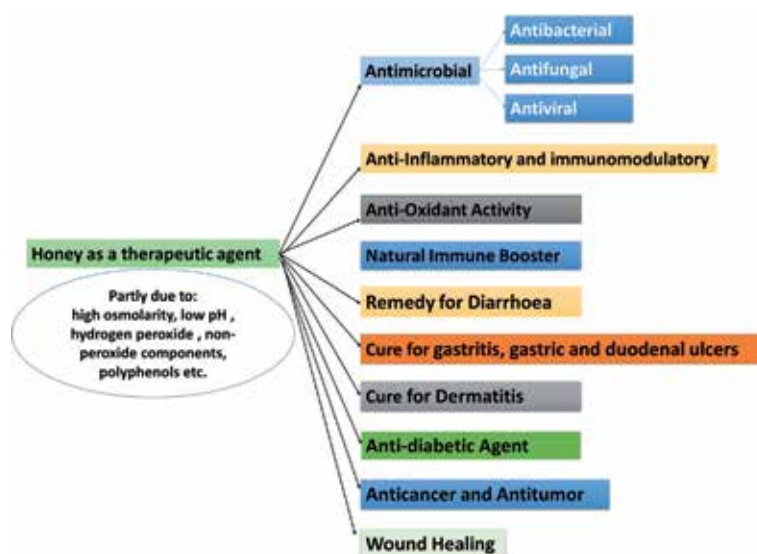 Honey as a therapeutic agent
Partly due to:
high osmolarity, low pH ,
hydrogen peroxide , non-
peroxide components,
polyphenols etc.
Antimicrobial
Antibacterial
Antifungal
Antiviral
Anti-Inflammatory and immunomodulatory
Anti-Oxidant Activity
Natural Immune Booster
Remedy for Diarrhoea
Cure for gastritis, gastric and duodenal ulcers
Cure for Dermatitis
Anti-diabetic Agent
Anticancer and Antitumor
Wound Healing